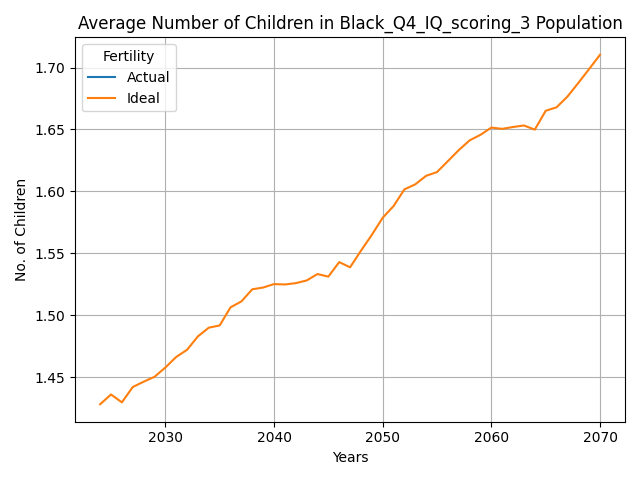 Average Number of Children in Black_Q4_IQ_scoring_3 Population
Fertility
Actual
Ideal
No. of Children
1.70
1.65
1.60
1.55
1.50
1.45
2030
2040
2050
2060
2070
Years